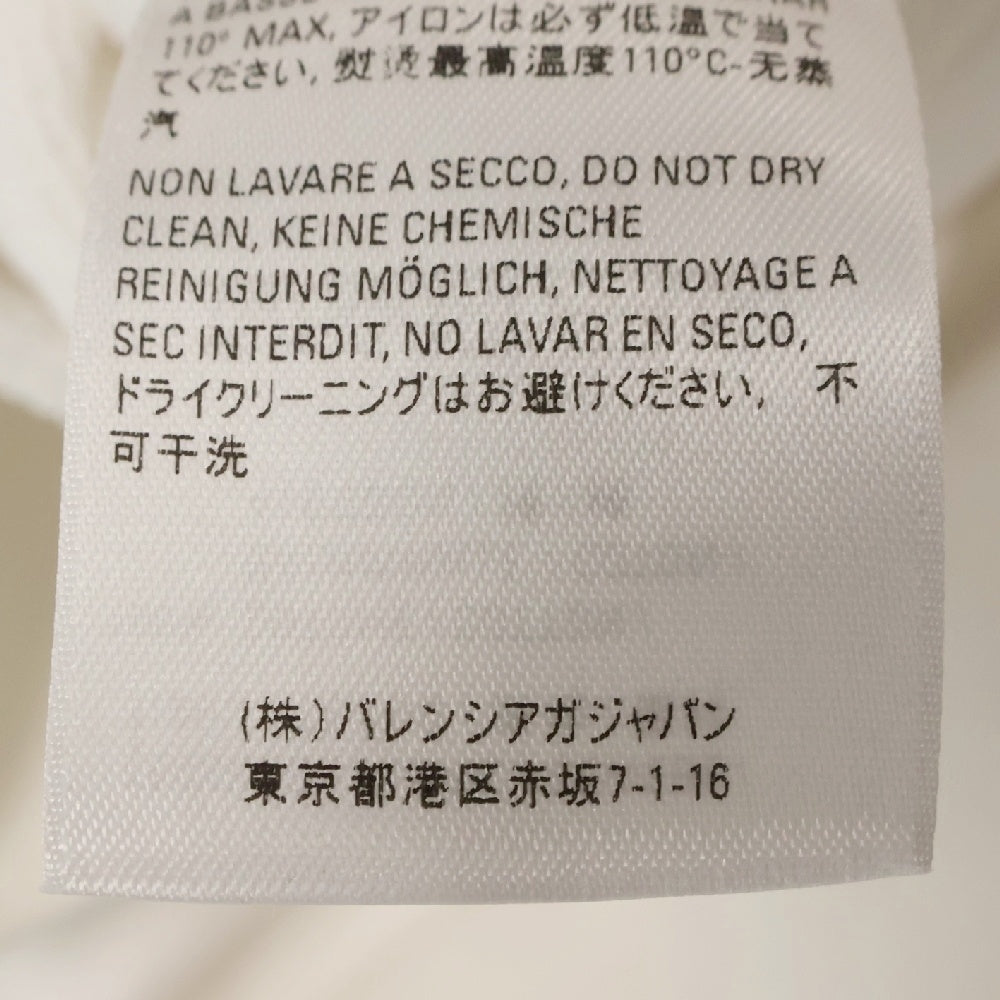 A BASSE
110° MAX, アイロンは必ず低温で当て
てください, 熨烫最高温度110°C-无蒸
汽
NON LAVARE A SECCO, DO NOT DRY
CLEAN, KEINE CHEMISCHE
REINIGUNG MÖGLICH, NETTOYAGE A
SEC INTERDIT, NO LAVAR EN SECO,
ドライクリーニングはお避けください, 不
可干洗
(株)バレンシアガジャパン
東京都港区赤坂7-1-16